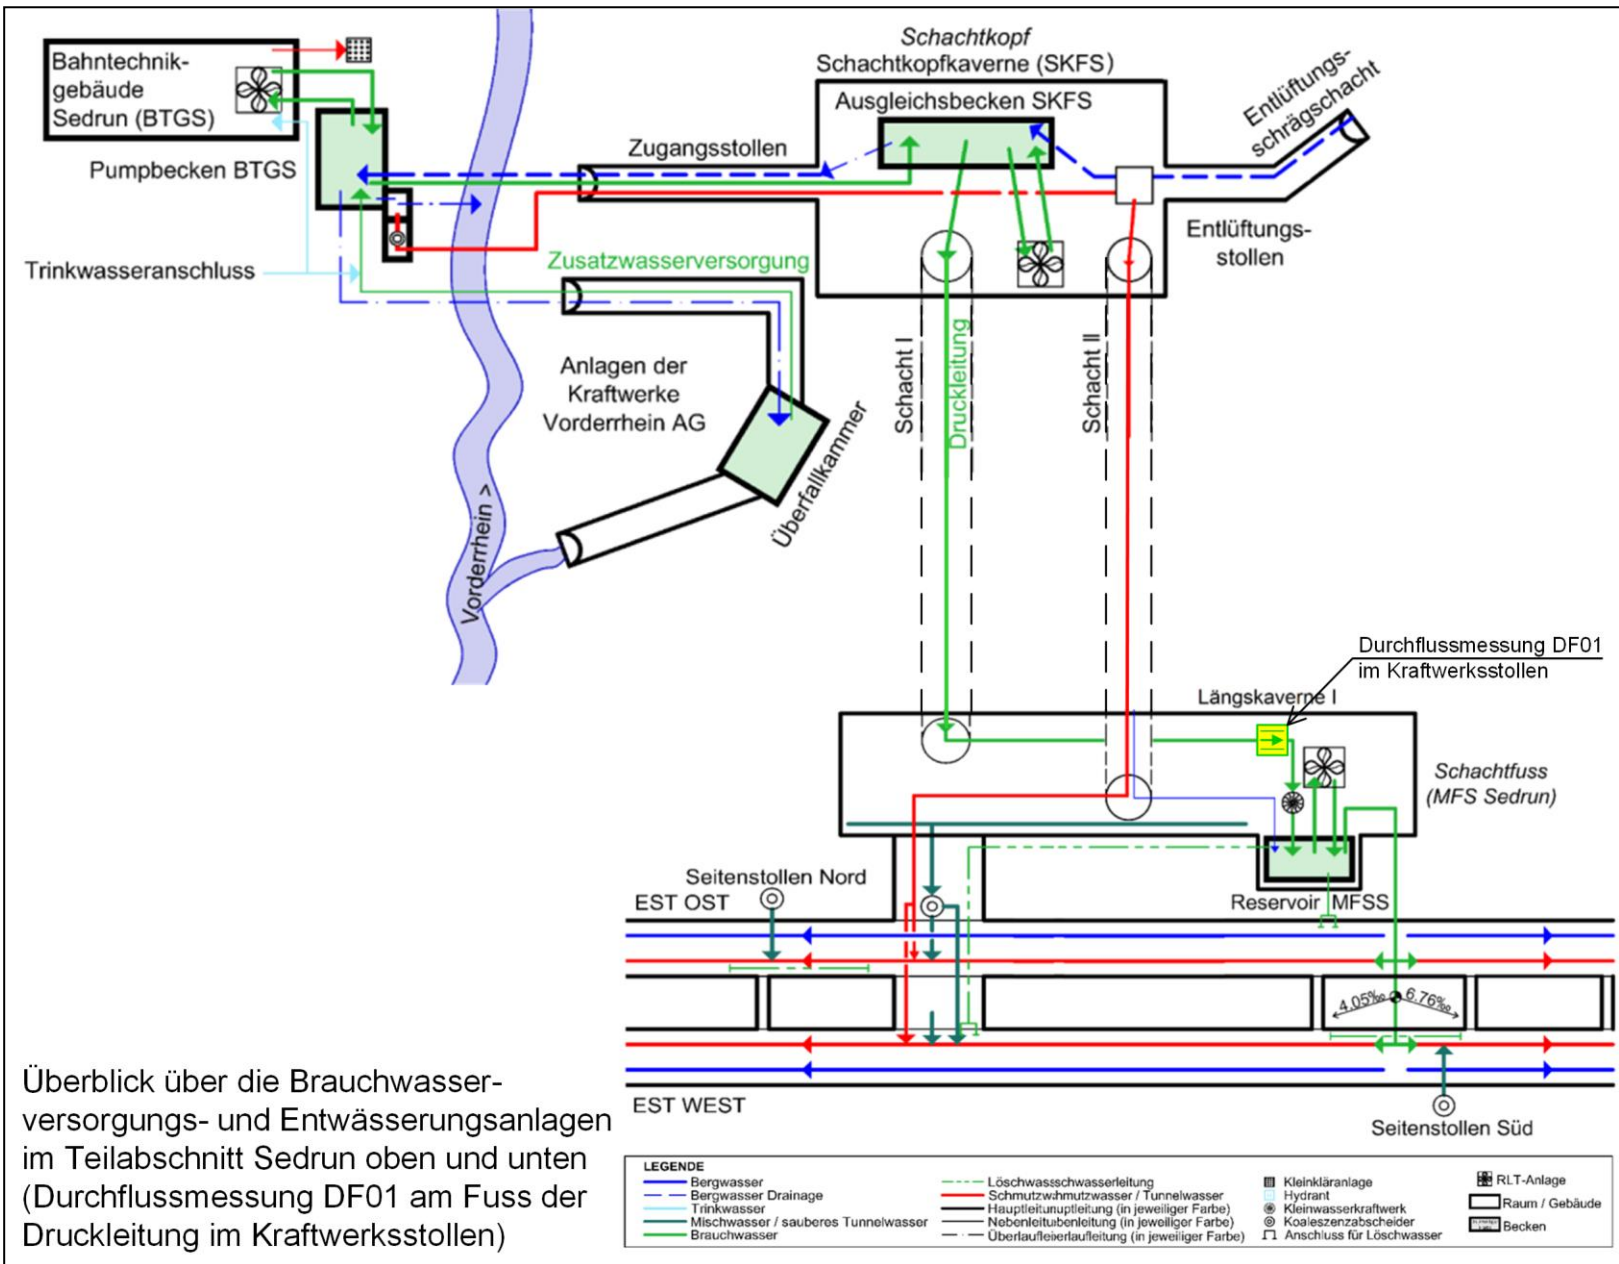 Schachtkopf
Schachtkopfkaverne (SKFS)
Bahntechnik-
gebäude
Sedrun (BTGS)
Ausgleichsbecken SKFS
Entlüftungs-
schrägschacht
Zugangsstollen
Pumpbecken BTGS
Entlüftungs-
stollen
Trinkwasseranschluss
Zusatzwasserversorgung
Anlagen der
Kraftwerke
Vorderrhein AG
Schacht I
Druckleitung
Schacht II
Überfallkammer
Vorderrhein >
Durchflussmessung DF01
im Kraftwerksstollen
Längskaverne I
Schachtfuss
(MFS Sedrun)
Seitenstollen Nord
EST OST
Reservoir MFSS
4.05‰ 6.76‰
EST WEST
Seitenstollen Süd
Überblick über die Brauchwasser-
versorgungs- und Entwässerungsanlagen
im Teilabschnitt Sedrun oben und unten
(Durchflussmessung DF01 am Fuss der
Druckleitung im Kraftwerksstollen)
LEGENDE
Bergwasser
Bergwasser Drainage
Trinkwasser
Mischwasser / sauberes Tunnelwasser
Brauchwasser
Löschwasschwasserleitung
Schmutzwhmutzwasser / Tunnelwasser
Hauptleitunuptleitung (in jeweiliger Farbe)
Nebenleitubenleitung (in jeweiliger Farbe)
Überlaufleierlaufleitung (in jeweiliger Farbe)
Kleinkläranlage
Hydrant
Kleinwasserkraftwerk
Koaleszenzabscheider
Anschluss für Löschwasser
RLT-Anlage
Raum / Gebäude
Becken